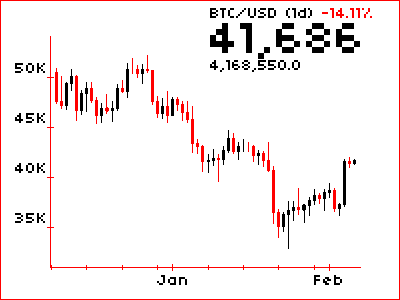 BTC/USD (1d) -14.11%
41,686
4,168,550.0
50K
45K
40K
35K
Jan Feb